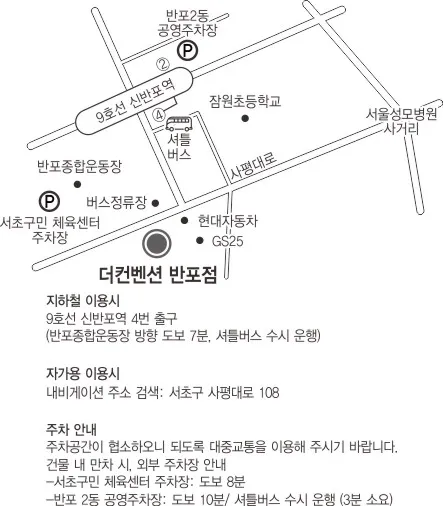 반포2동
공영주차장
P
②
9호선 신반포역
④
셔틀
버스
잠원초등학교
서울성모병원
사거리
반포종합운동장
사평대로
P
버스정류장
서초구민 체육센터
주차장
현대자동차
GS25
더컨벤션 반포점
지하철 이용시
9호선 신반포역 4번 출구
(반포종합운동장 방향 도보 7분, 셔틀버스 수시 운행)
자가용 이용시
내비게이션 주소 검색: 서초구 사평대로 108
주차 안내
주차공간이 협소하오니 되도록 대중교통을 이용해 주시기 바랍니다.
건물 내 만차 시, 외부 주차장 안내
-서초구민 체육센터 주차장: 도보 8분
-반포 2동 공영주차장: 도보 10분/ 셔틀버스 수시 운행 (3분 소요)